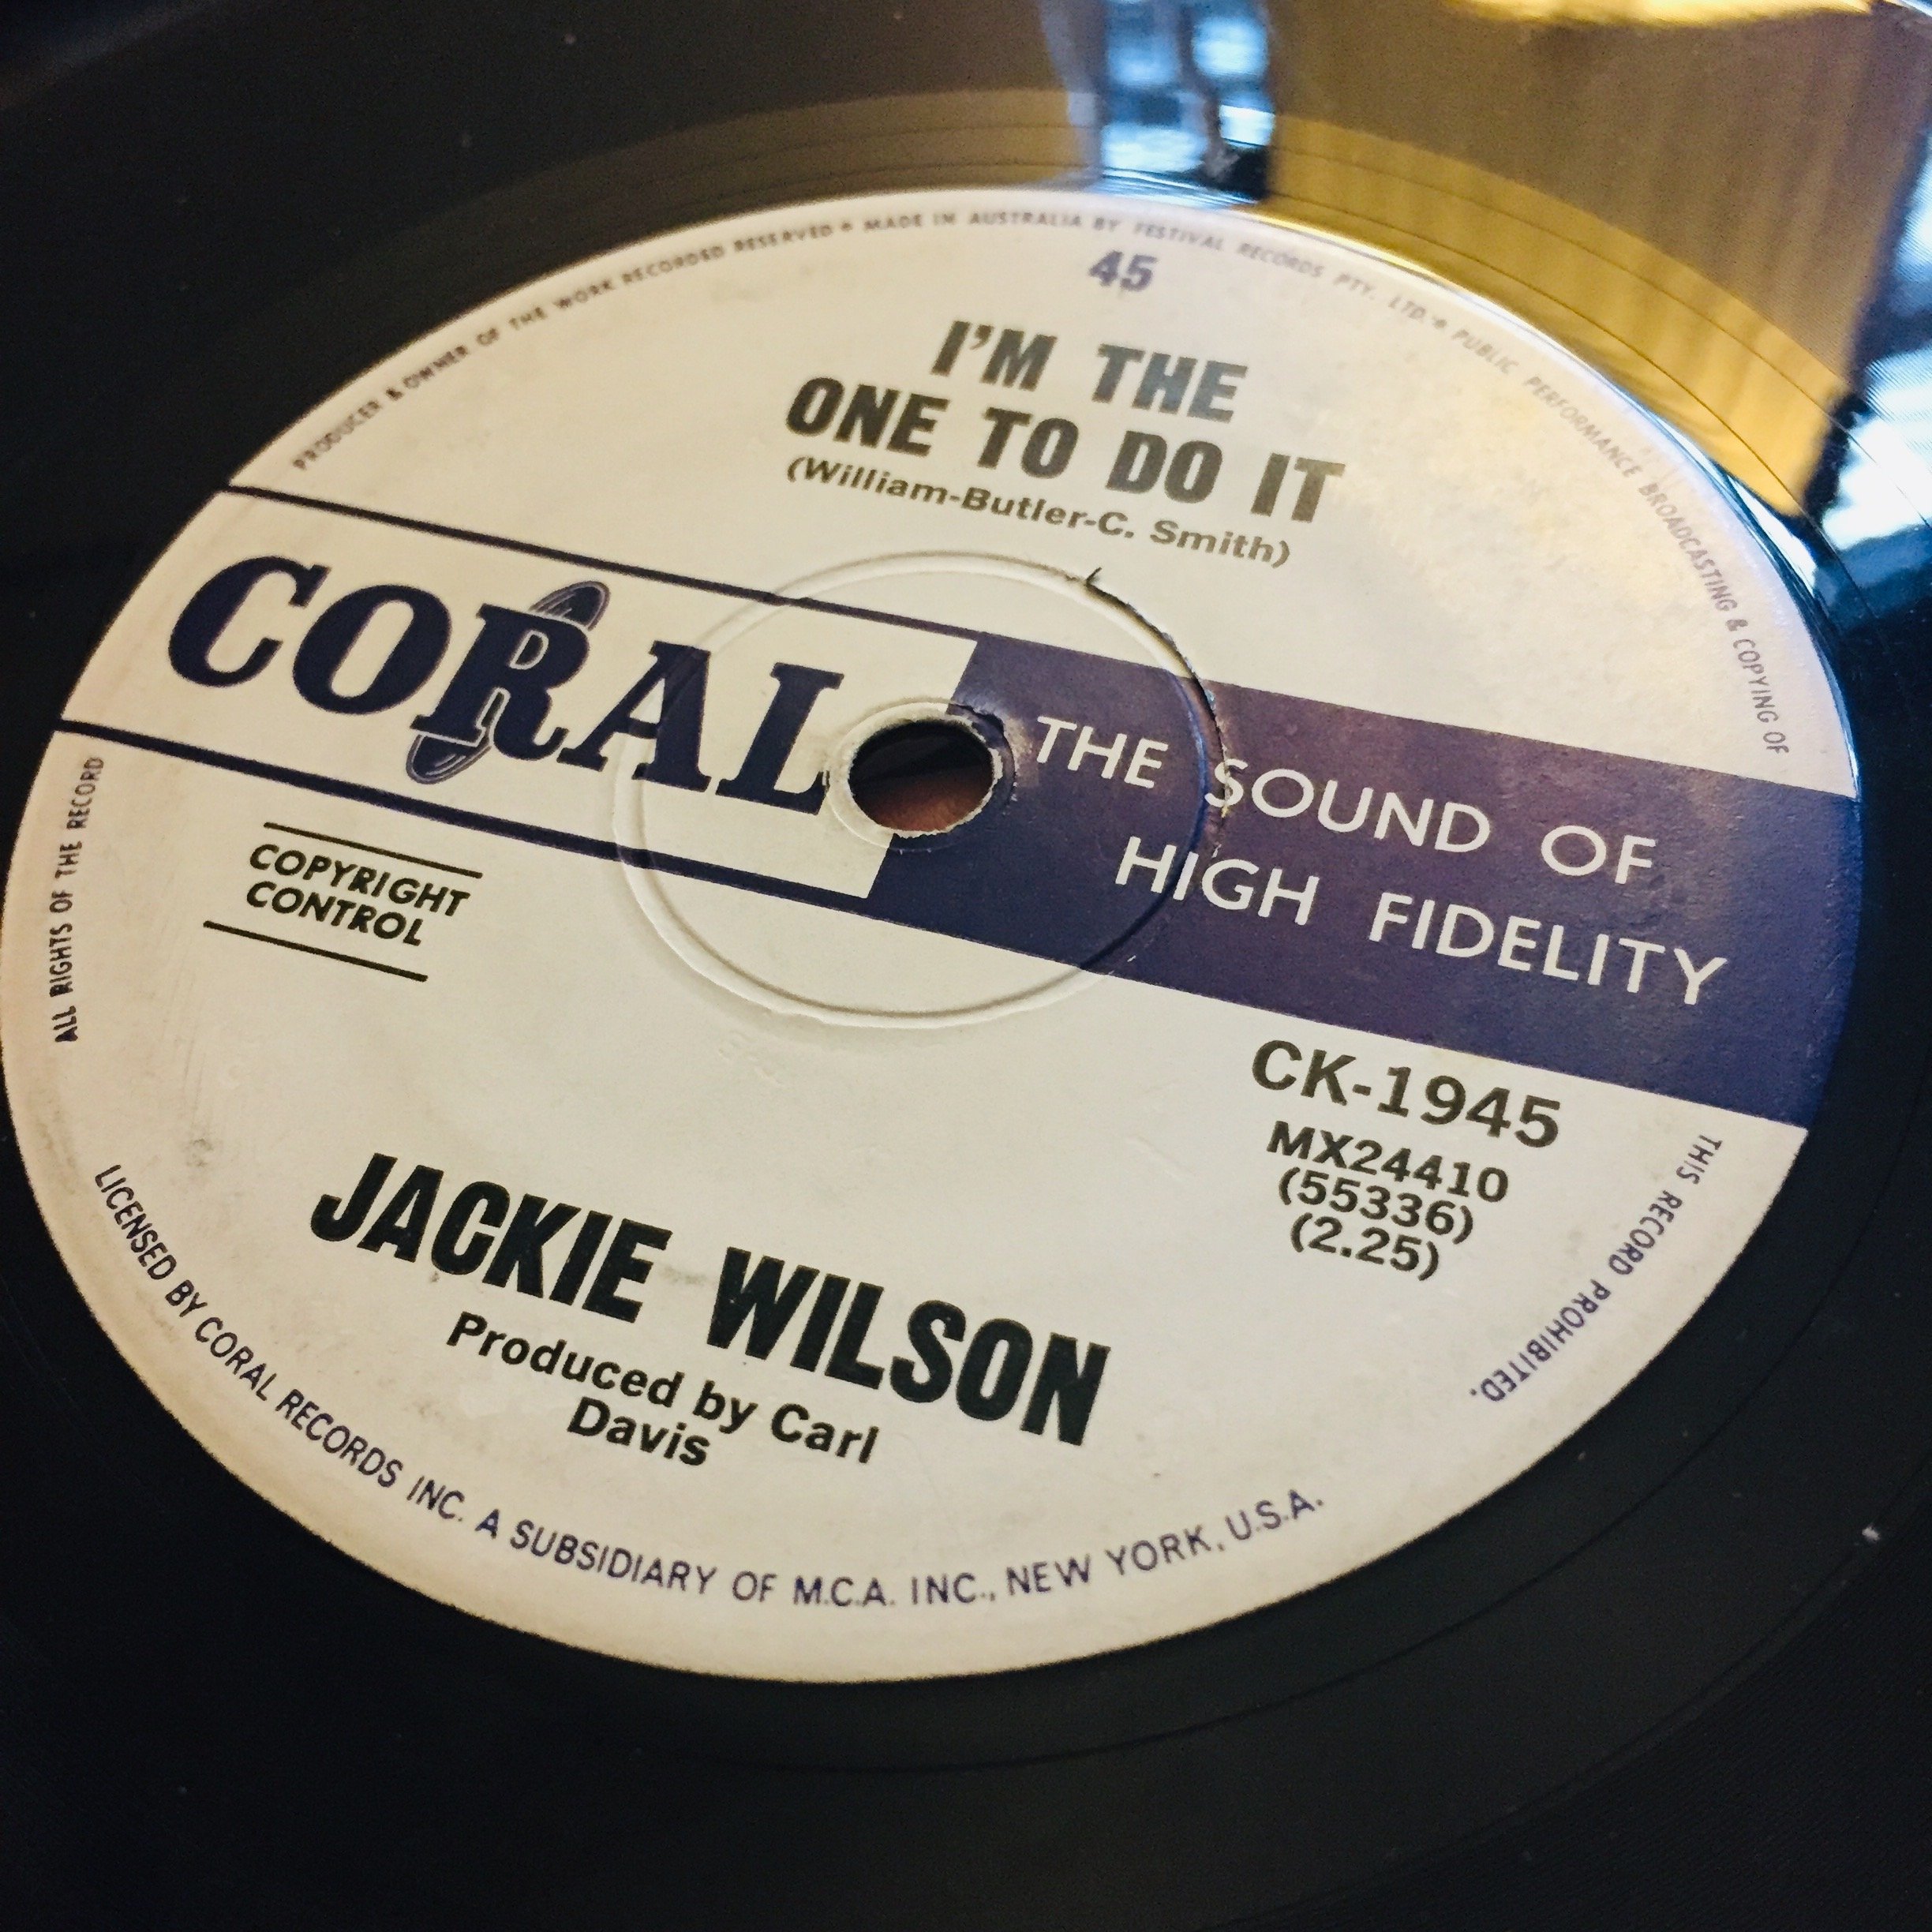 PRODUCER & OWNER OF THE WORK RECORDED RESERVED • MADE IN AUSTRALIA BY FESTIVAL RECORDS PTY. LTD. • PUBLIC PERFORMANCE BROADCASTING & COPYING OF
45
I'M THE
ONE TO DO IT
(William-Butler-C. Smith)
CORAL
THE SOUND OF
HIGH FIDELITY
ALL RIGHTS OF THE RECORD
COPYRIGHT
CONTROL
CK-1945
MX24410
(55336)
(2.25)
THIS RECORD PROHIBITED.
JACKIE WILSON
Produced by Carl
Davis
LICENSED BY CORAL RECORDS INC. A SUBSIDIARY OF M.C.A. INC., NEW YORK, U.S.A.